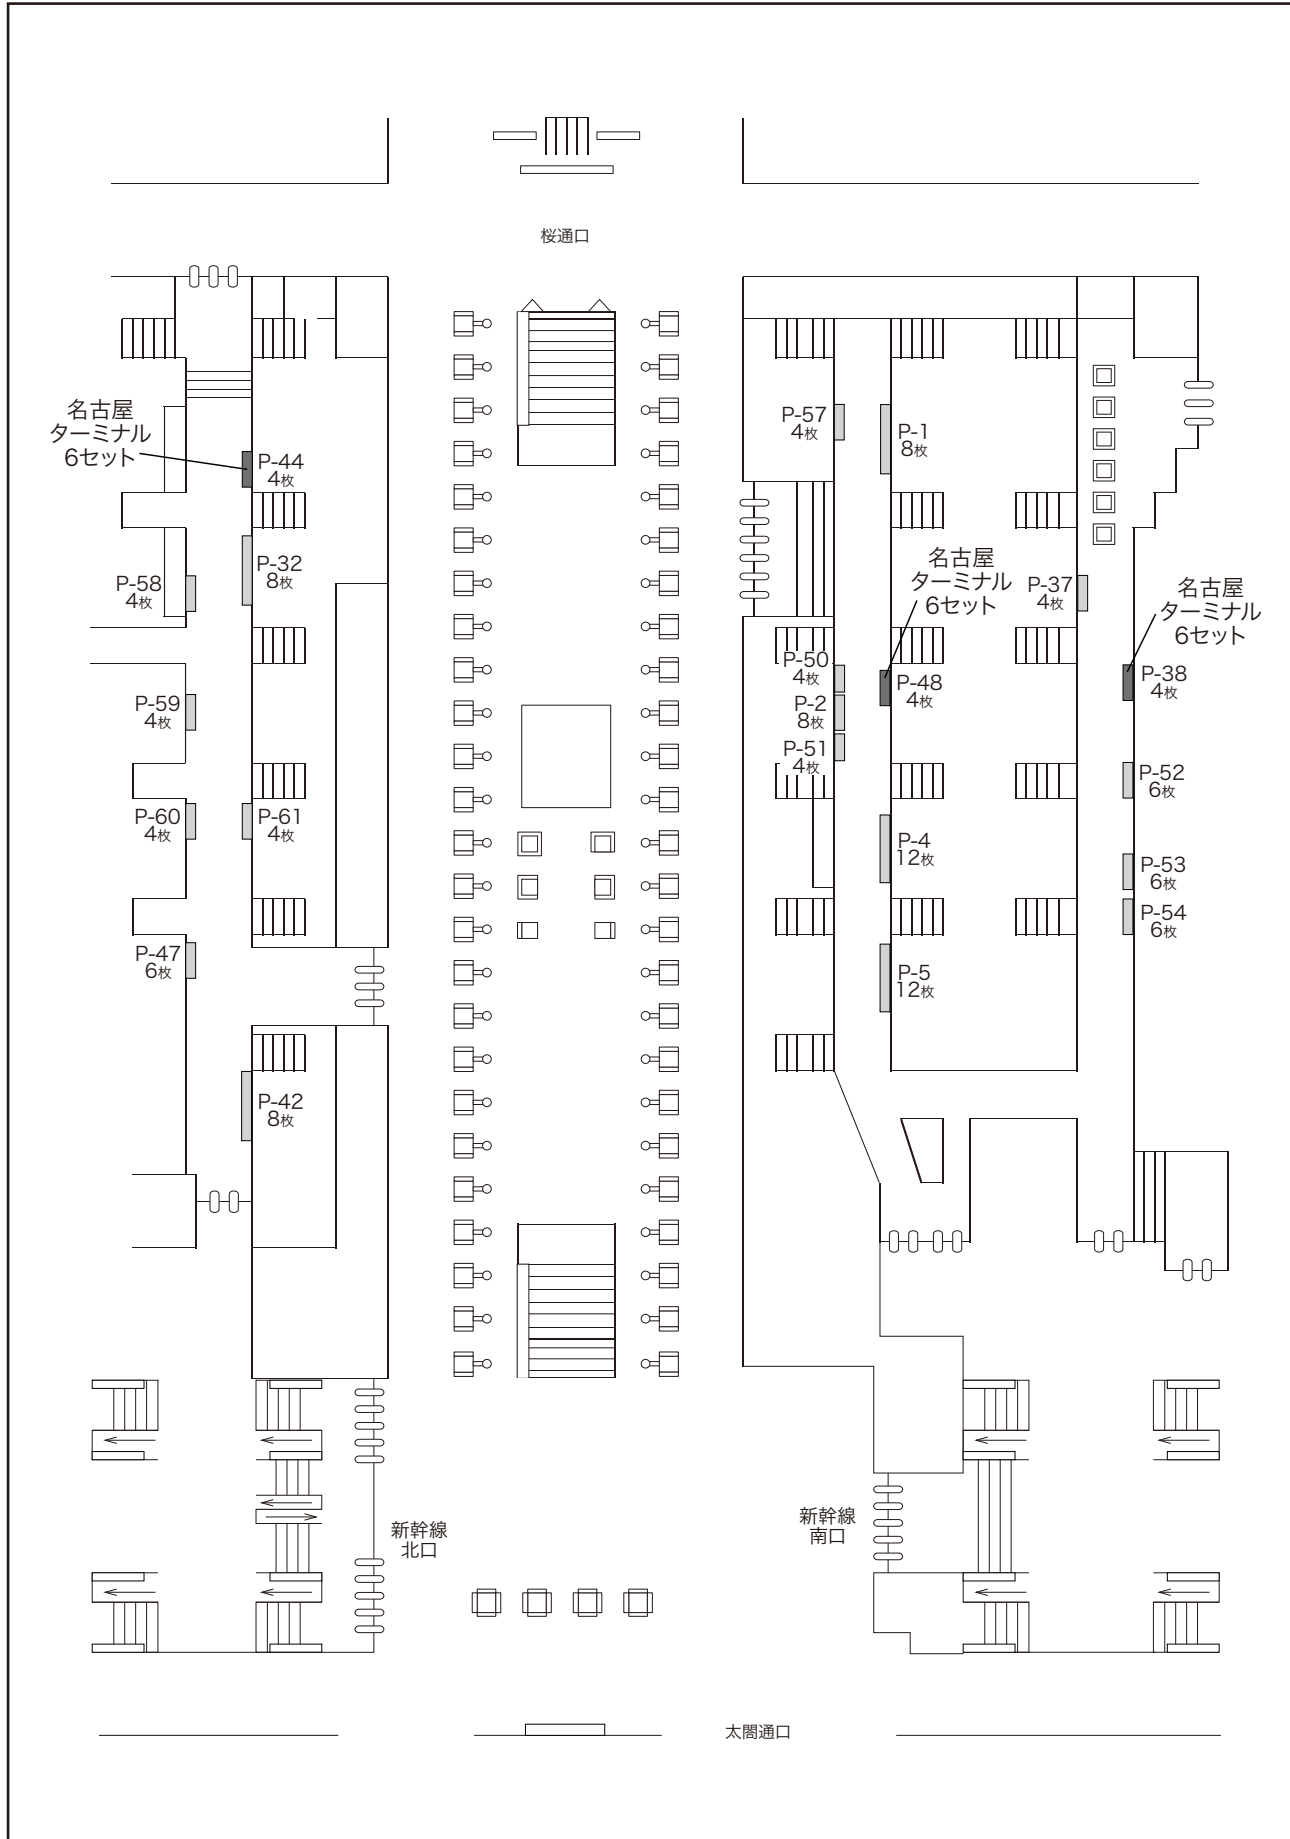 桜通口
名古屋
ターミナル
6セット
P-44
4枚
P-32
8枚
P-58
4枚
P-59
4枚
P-60
4枚
P-61
4枚
P-47
6枚
P-42
8枚
P-57
4枚
P-1
8枚
名古屋
ターミナル
6セット
P-37
4枚
名古屋
ターミナル
6セット
P-50
4枚
P-2
8枚
P-51
4枚
P-48
4枚
P-38
4枚
P-52
6枚
P-4
12枚
P-53
6枚
P-54
6枚
P-5
12枚
新幹線
北口
新幹線
南口
太閤通口